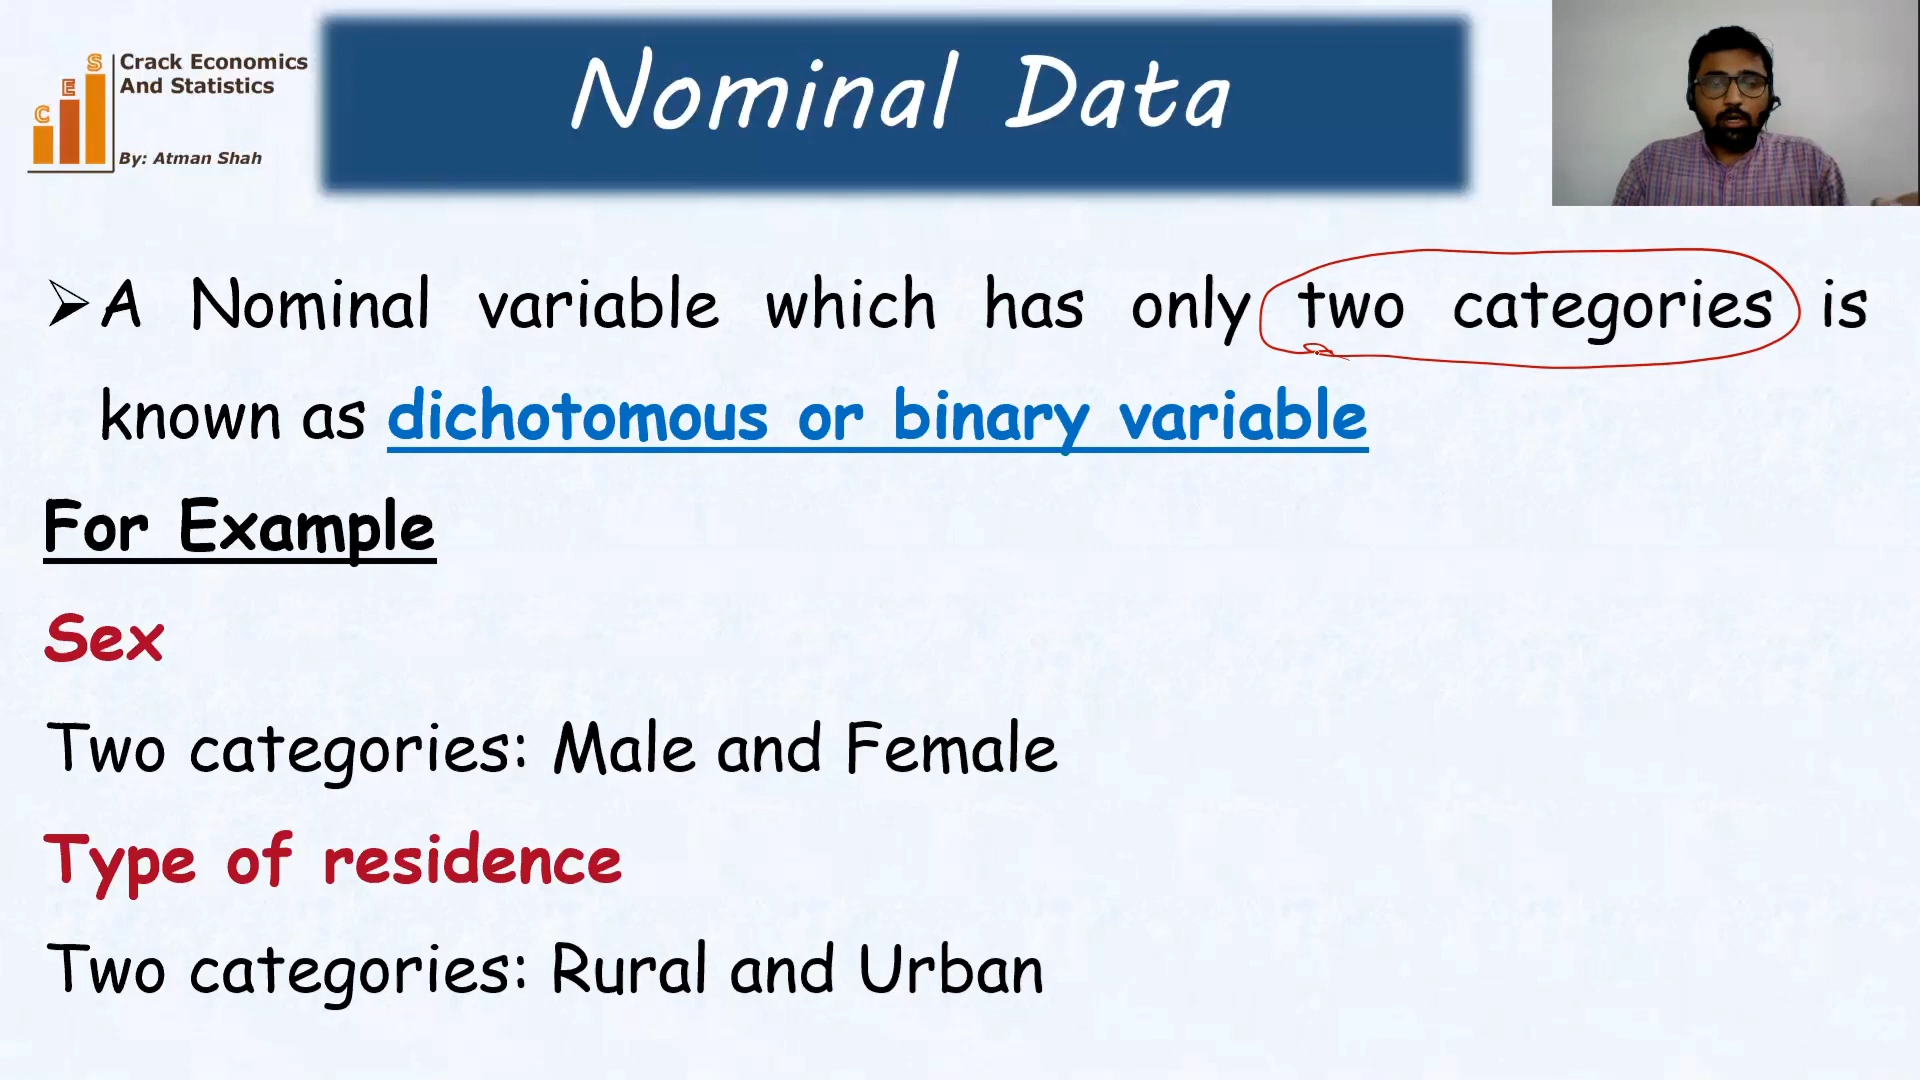 C E S
Crack Economics
And Statistics
By: Atman Shah
Nominal Data
➢A Nominal variable which has only two categories is
known as dichotomous or binary variable
For Example
Sex
Two categories: Male and Female
Type of residence
Two categories: Rural and Urban